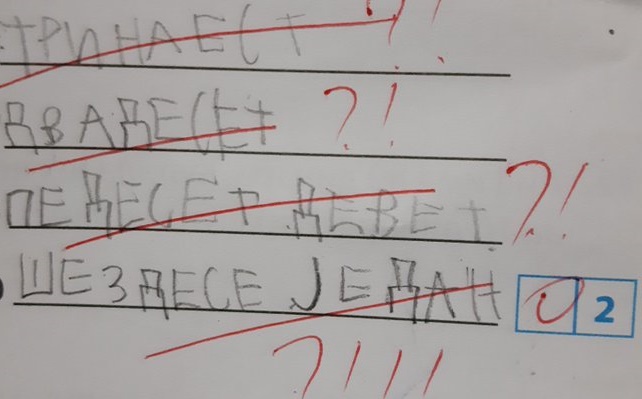 ТРИНАЕСТ ?!
ДВАДЕСЕТ ?!
ПЕДЕСЕТ ДЕВЕТ ?!
ШЕЗДЕСЕ ЈЕДАН 0 2
?!!!